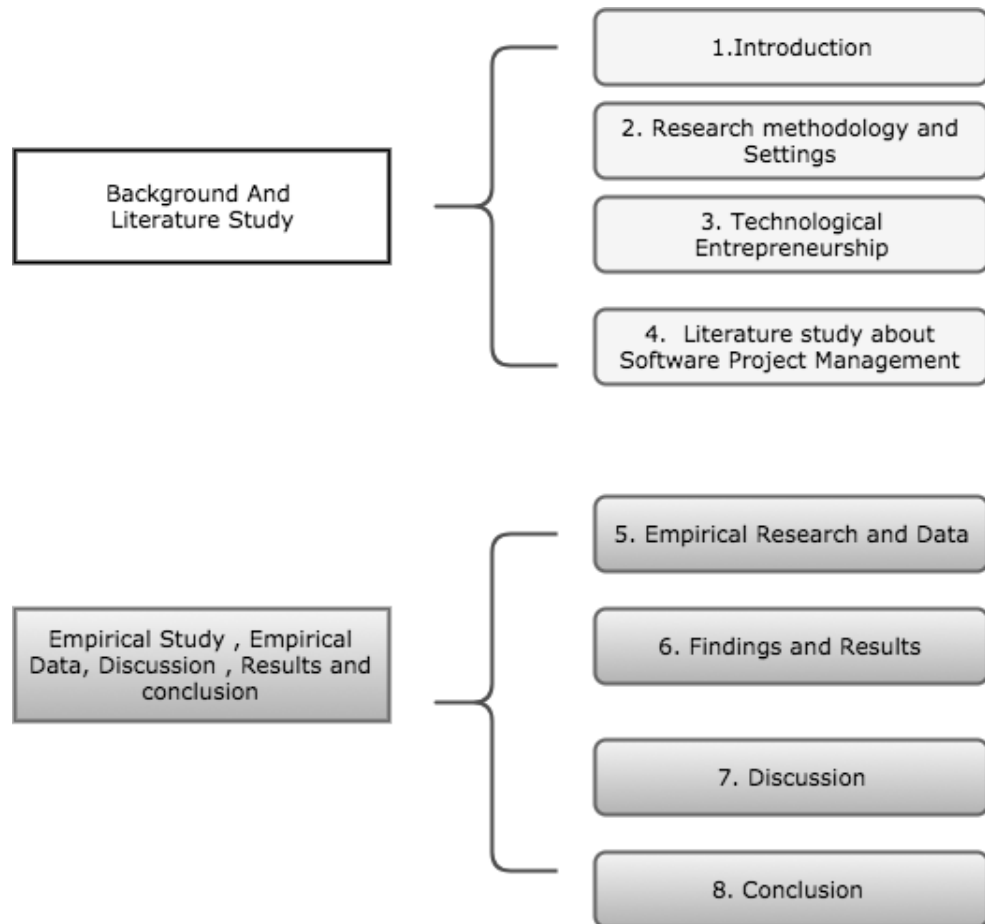 1.Introduction
2. Research methodology and
Settings
Background And
Literature Study
3. Technological
Entrepreneurship
4. Literature study about
Software Project Management
5. Empirical Research and Data
Empirical Study , Empirical
Data, Discussion , Results and
conclusion
6. Findings and Results
7. Discussion
8. Conclusion